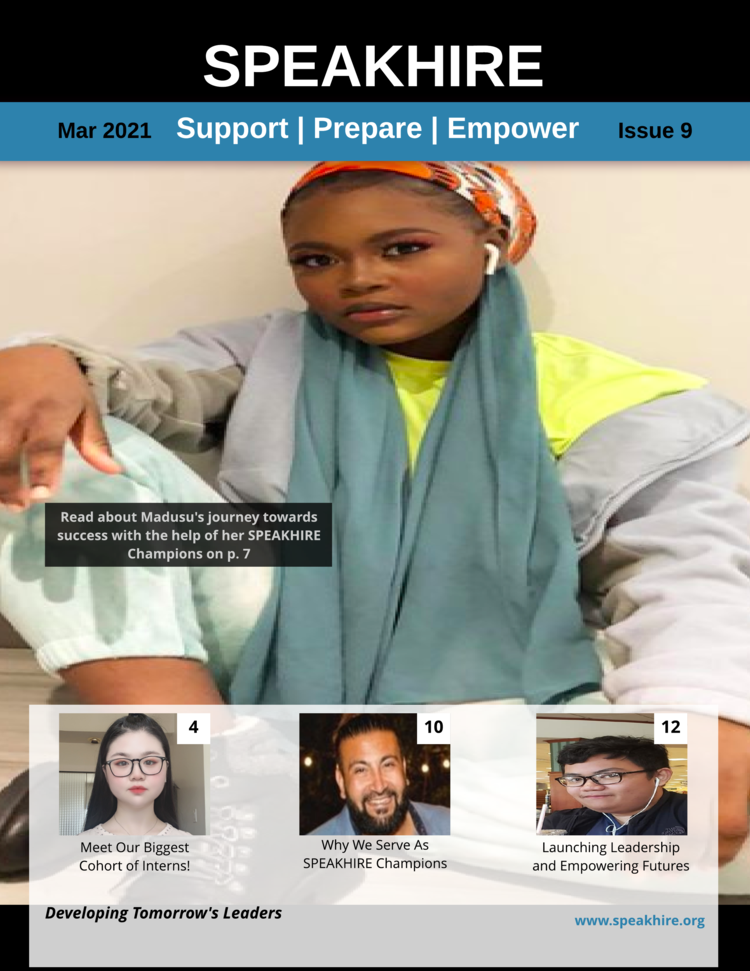 SPEAKHIRE
Mar 2021 Support | Prepare | Empower Issue 9
Read about Madusu's journey towards
success with the help of her SPEAKHIRE
Champions on p. 7
4
Meet Our Biggest
Cohort of Interns!
10
Why We Serve As
SPEAKHIRE Champions
12
Launching Leadership
and Empowering Futures
Developing Tomorrow's Leaders
www.speakhire.org